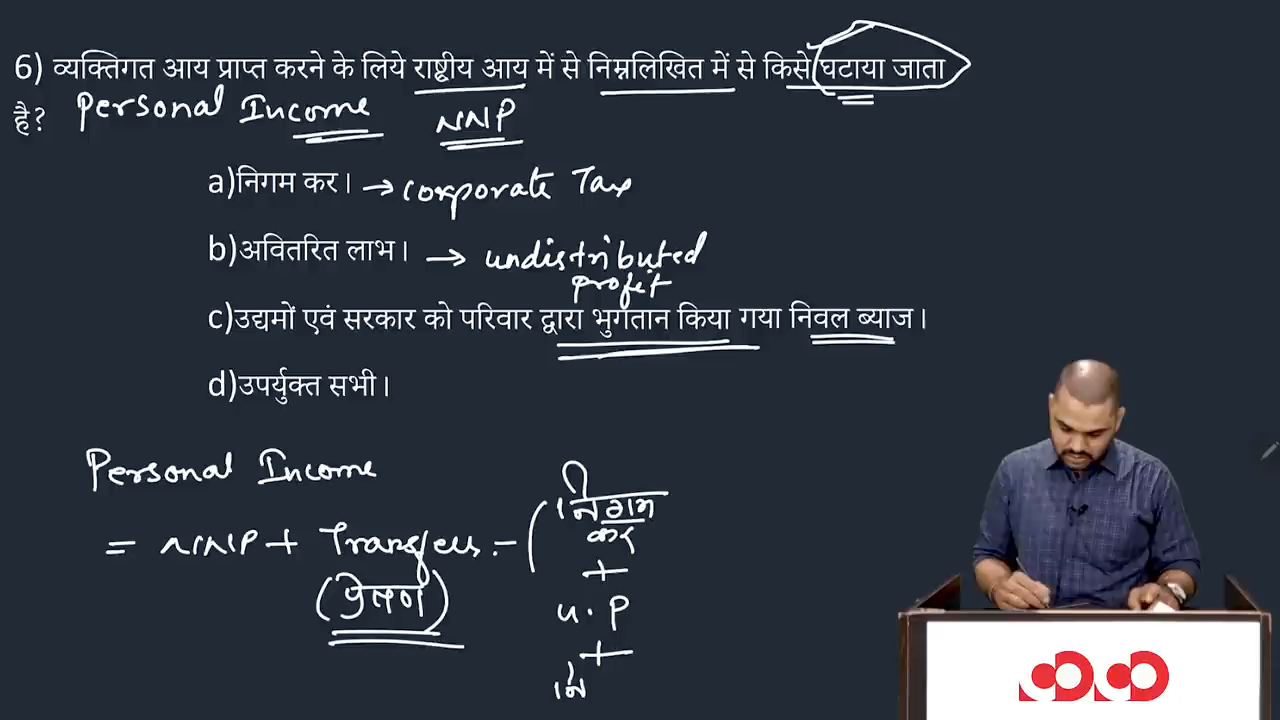 6) व्यक्तिगत आय प्राप्त करने के लिये राष्ट्रीय आय में से निम्नलिखित में से किसे घटाया जाता
है? Personal Income NNP
a)निगम कर। → corporate Tax
b)अवितरित लाभ। → undistributed
profit
c)उद्यमों एवं सरकार को परिवार द्वारा भुगतान किया गया निवल ब्याज।
d)उपर्युक्त सभी।
Personal Income
= NNP + Transfers - ( निगम
कर
(प्रेषण)
+
U.P
+
नि